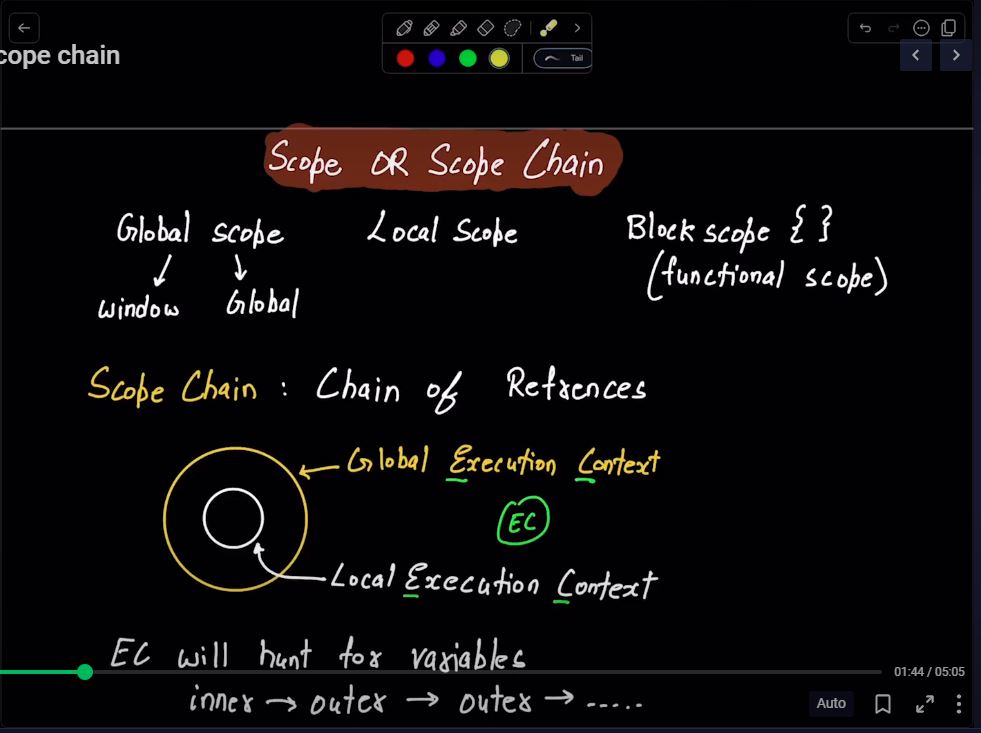 cope chain
Tail
Scope OR Scope Chain
Global scope Local Scope Block scope { }
(functional scope)
window Global
Scope Chain : Chain of Refrences
Global Execution Context
EC
Local Execution Context
EC will hunt for variables
01:44 / 05:05
inner → outer → outer → .....
Auto